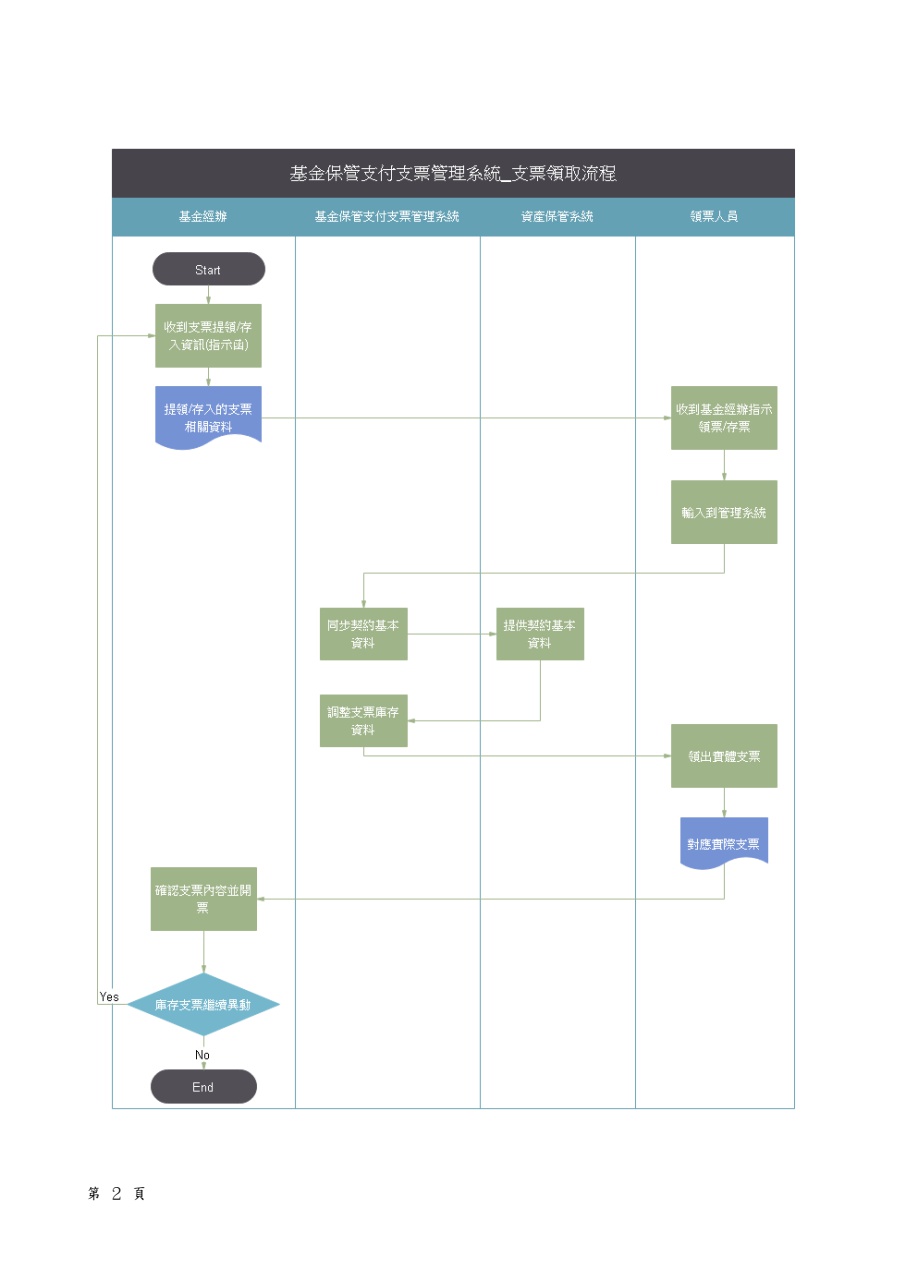 基金保管支付支票管理系統_支票領取流程
基金經辦
基金保管支付支票管理系統
資產保管系統
領票人員
Start
收到支票提領/存
入資訊(指示函)
提領/存入的支票
相關資料
收到基金經辦指示
領票/存票
輸入到管理系統
同步契約基本
資料
提供契約基本
資料
調整支票庫存
資料
領出實體支票
對應實際支票
確認支票內容並開
票
庫存支票繼續異動
Yes
No
End
第 2 頁